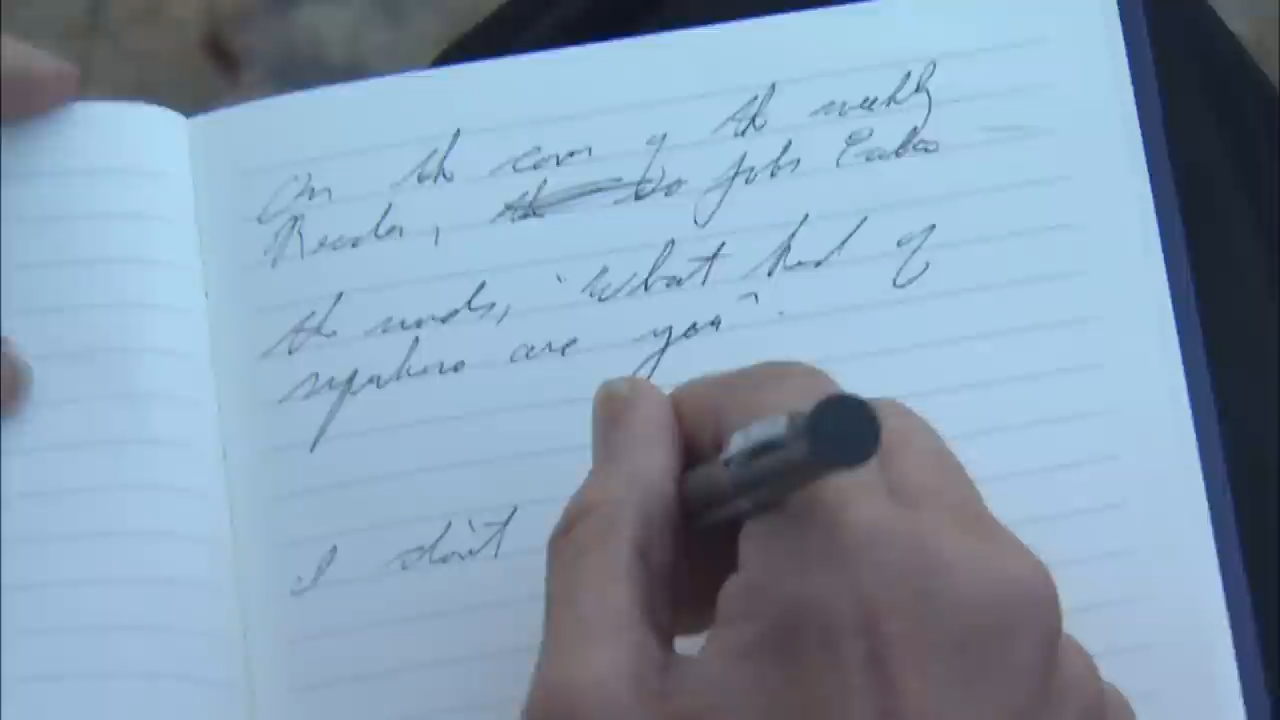 On the cover of the weekly
Reader,
the words, "What kind of
superhero are you".
I don't